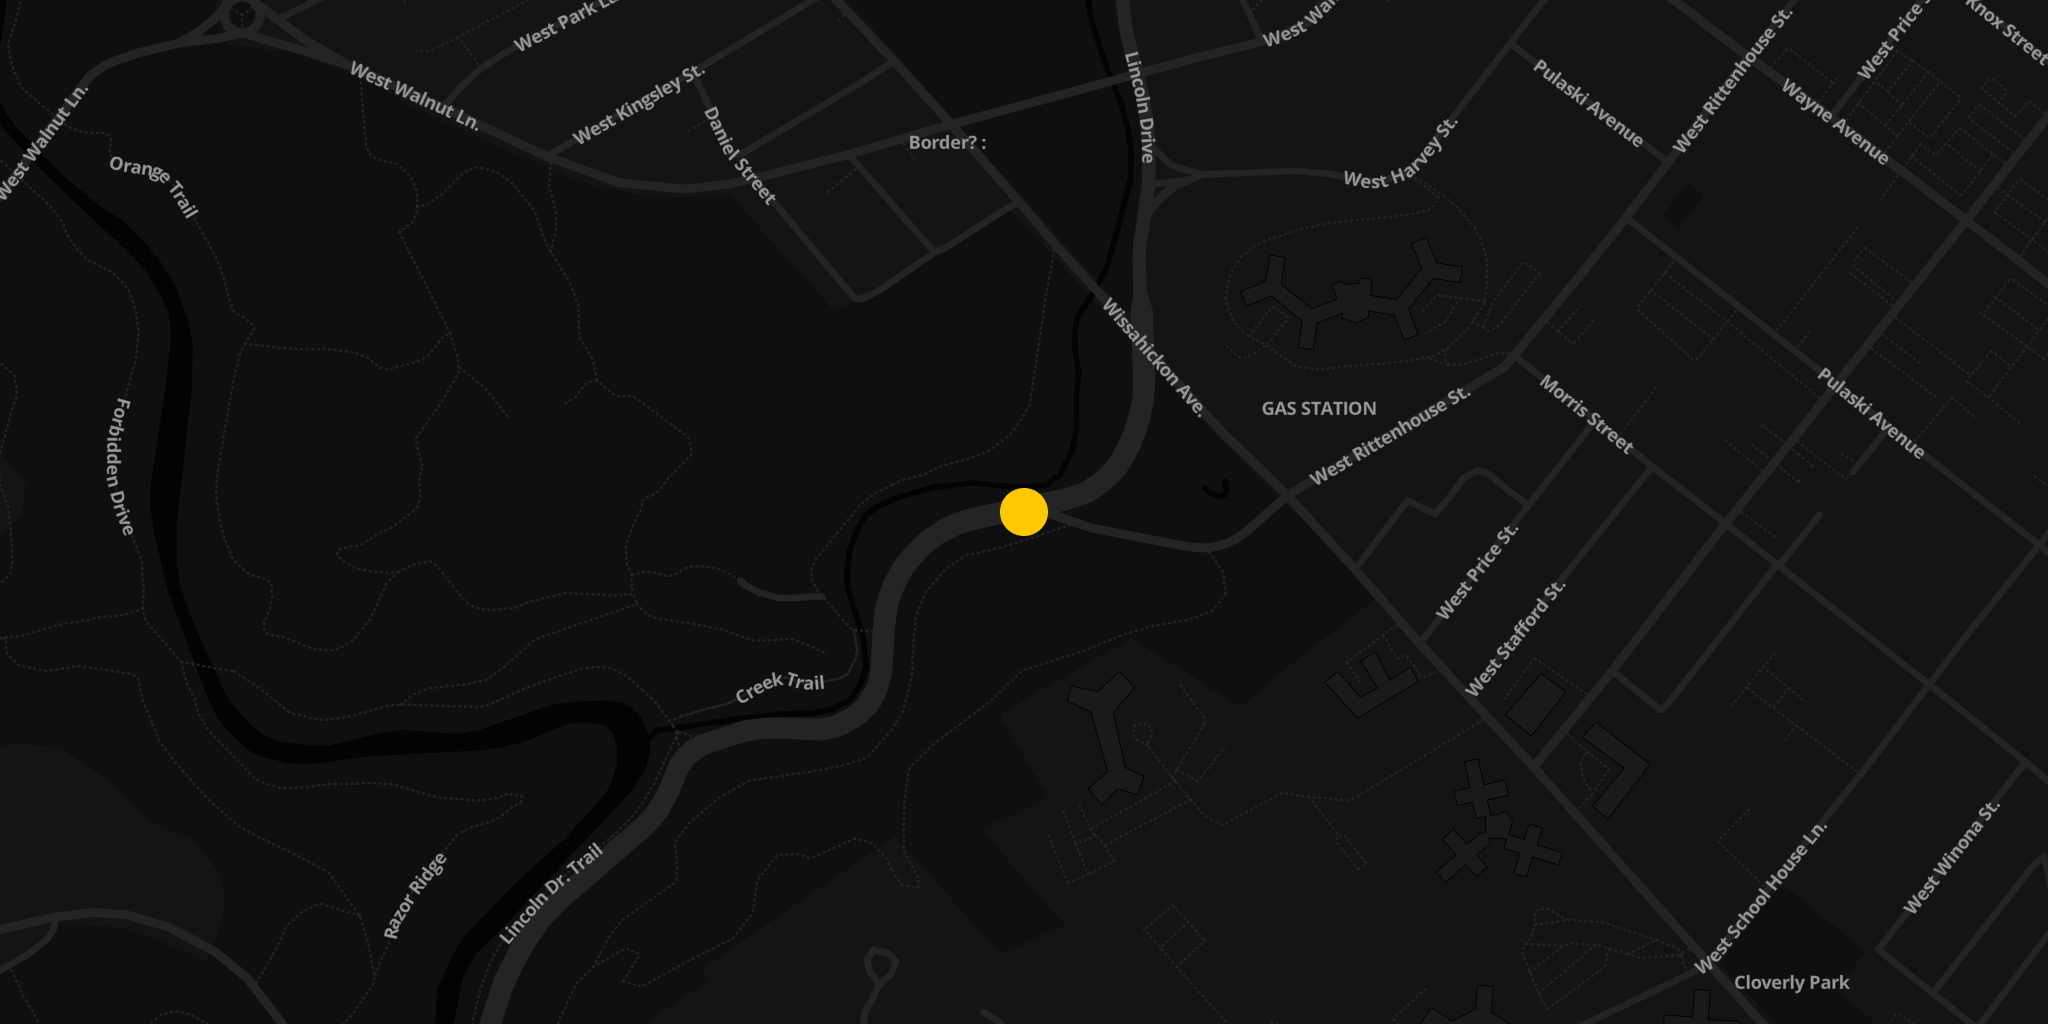 West Park La
West Wal
West Rittenhouse St.
West Price S
Knox Street
West Walnut Ln.
West Walnut Ln.
West Kingsley St.
Lincoln Drive
Pulaski Avenue
Wayne Avenue
Daniel Street
Border? :
West Harvey St.
Orange Trail
Wissahickon Ave.
GAS STATION
West Rittenhouse St.
Morris Street
Pulaski Avenue
Forbidden Drive
West Price St.
West Stafford St.
Creek Trail
Razor Ridge
Lincoln Dr. Trail
West School House Ln.
West Winona St.
Cloverly Park